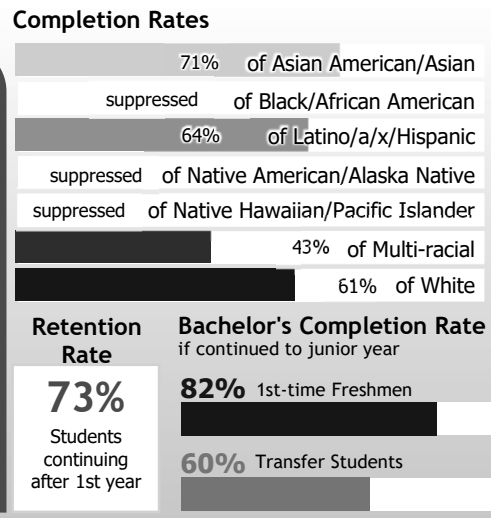 Completion Rates
71% of Asian American/Asian
suppressed of Black/African American
64% of Latino/a/x/Hispanic
suppressed of Native American/Alaska Native
suppressed of Native Hawaiian/Pacific Islander
43% of Multi-racial
61% of White
Retention
Rate
73%
Students
continuing
after 1st year
Bachelor's Completion Rate
if continued to junior year
82% 1st-time Freshmen
60% Transfer Students